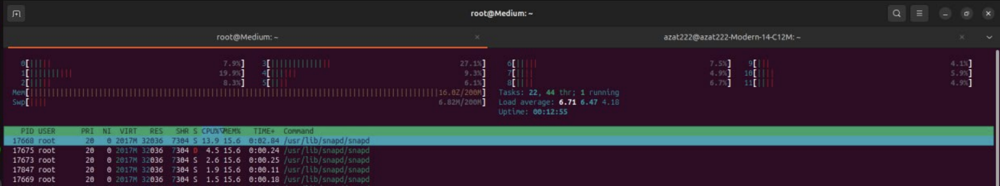 root@Medium: ~
root@Medium: ~ × azat222@azat222-Modern-14-C12M: ~ ×
0[||||| 7.9%] 3[|||||||||||||| 27.1%] 6[||||| 7.5%] 9[||| 4.1%]
1[||||||||||| 19.9%] 4[|||||| 9.3%] 7[|||| 4.9%] 10[|||| 5.9%]
2[||||| 8.3%] 5[|||| 6.1%] 8[|||| 6.7%] 11[|||| 4.9%]
Mem[||||||||||||||||||||||||||||||||||||||||||||||||||||||||||||||||||||||||||||||||||||||||||||16.0Z/200M] Tasks: 22, 44 thr; 1 running
Swp[|||| 6.82M/200M] Load average: 6.71 6.47 4.18
Uptime: 00:12:55
PID USER PRI NI VIRT RES SHR S CPU%▽MEM% TIME+ Command
17668 root 20 0 2017M 32036 7304 S 13.9 15.6 0:02.84 /usr/lib/snapd/snapd
17675 root 20 0 2017M 32036 7304 D 4.5 15.6 0:00.24 /usr/lib/snapd/snapd
17673 root 20 0 2017M 32036 7304 S 2.6 15.6 0:00.25 /usr/lib/snapd/snapd
17847 root 20 0 2017M 32036 7304 S 1.9 15.6 0:00.11 /usr/lib/snapd/snapd
17669 root 20 0 2017M 32036 7304 S 1.5 15.6 0:00.18 /usr/lib/snapd/snapd